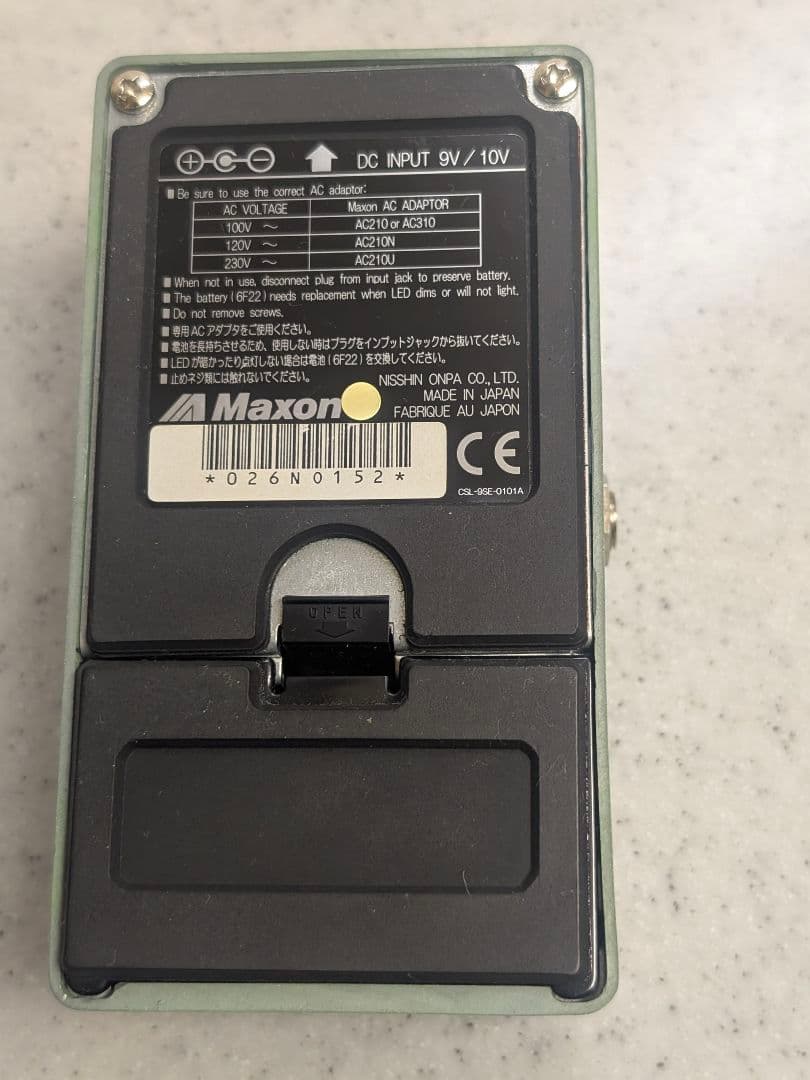 DC INPUT 9V / 10V
■ Be sure to use the correct AC adaptor:
AC VOLTAGE Maxon AC ADAPTOR
100V ～ AC210 or AC310
120V ～ AC210N
230V ～ AC210U
■ When not in use, disconnect plug from input jack to preserve battery.
■ The battery (6F22) needs replacement when LED dims or will not light.
■ Do not remove screws.
■ 専用ACアダプタをご使用ください。
■ 電池を長持ちさせるため、使用しない時はプラグをインプットジャックから抜いてください。
■ LEDが暗かったり点灯しない場合は電池(6F22)を交換してください。
■ 止めネジ類には触れないでください。
NISSHIN ONPA CO., LTD.
MADE IN JAPAN
FABRIQUE AU JAPON
Maxon
*026N0152*
CE
CSL-9SE-0101A
OPEN